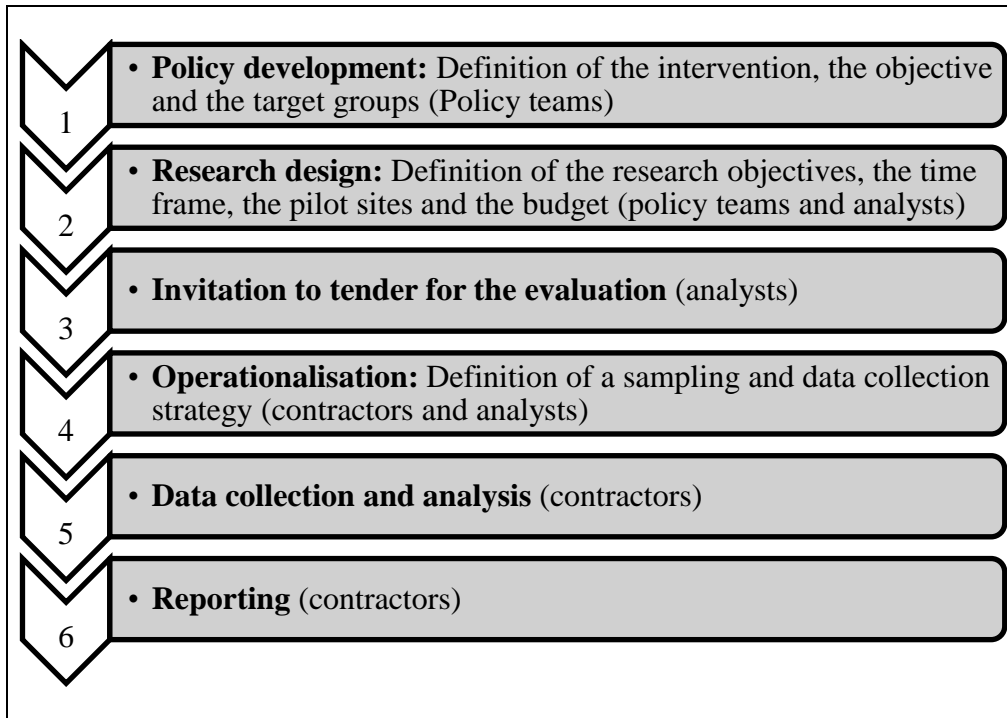 1
• Policy development: Definition of the intervention, the objective
and the target groups (Policy teams)
2
• Research design: Definition of the research objectives, the time
frame, the pilot sites and the budget (policy teams and analysts)
3
• Invitation to tender for the evaluation (analysts)
4
• Operationalisation: Definition of a sampling and data collection
strategy (contractors and analysts)
5
• Data collection and analysis (contractors)
6
• Reporting (contractors)